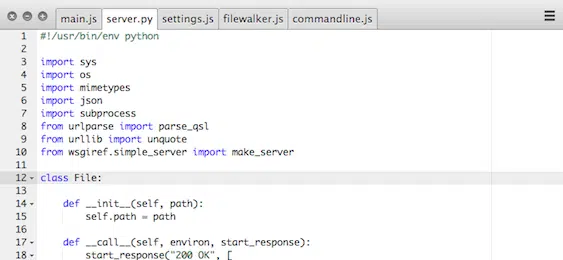 main.js server.py settings.js filewalker.js commandline.js
1 #!/usr/bin/env python
2
3 import sys
4 import os
5 import mimetypes
6 import json
7 import subprocess
8 from urlparse import parse_qsl
9 from urllib import unquote
10 from wsgiref.simple_server import make_server
11
12 class File:
13
14     def __init__(self, path):
15         self.path = path
16
17     def __call__(self, environ, start_response):
18         start_response("200 OK", [